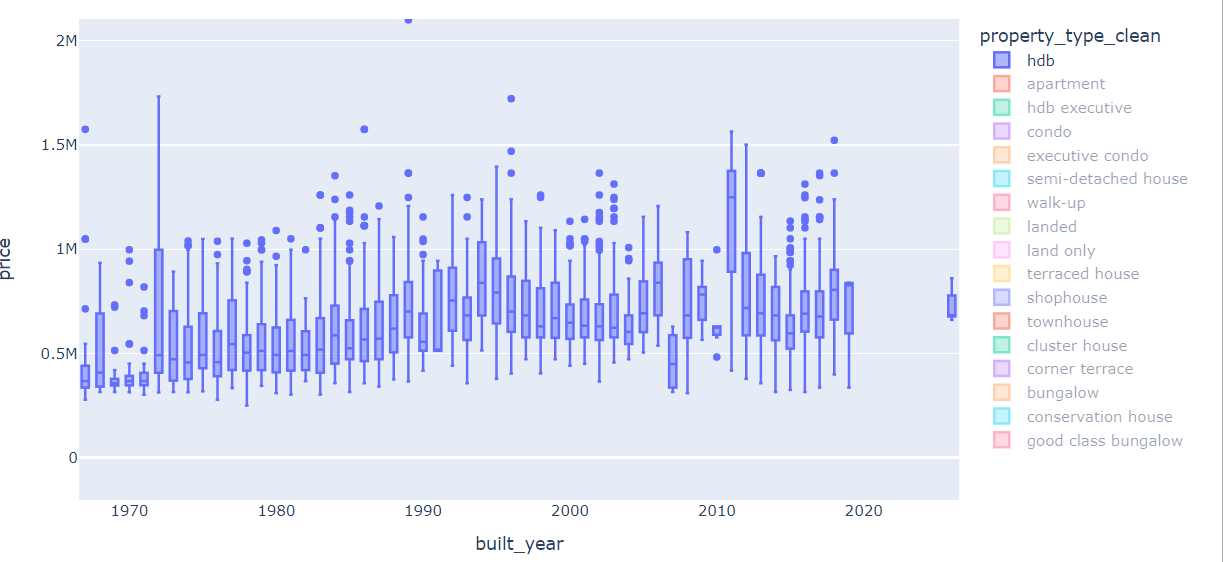 2M
1.5M
1M
0.5M
0
price
1970
1980
1990
2000
2010
2020
built_year
property_type_clean
hdb
apartment
hdb executive
condo
executive condo
semi-detached house
walk-up
landed
land only
terraced house
shophouse
townhouse
cluster house
corner terrace
bungalow
conservation house
good class bungalow